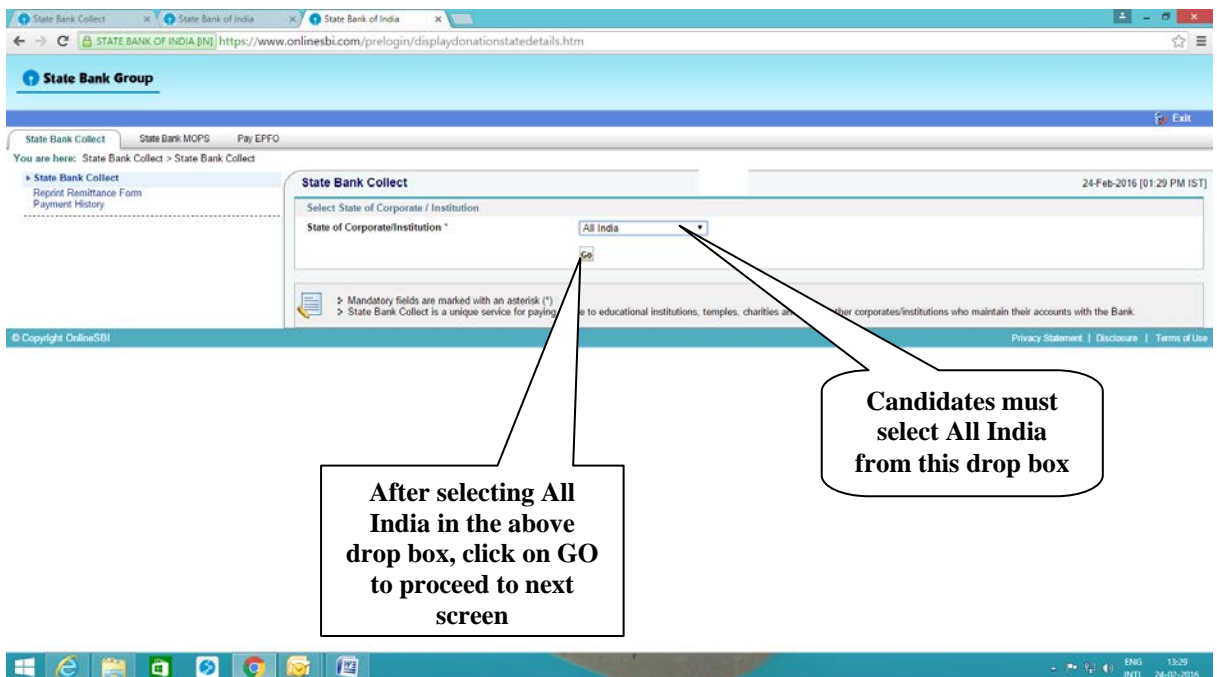 State Bank Collect
State Bank of India
State Bank of India
STATE BANK OF INDIA [IN] https://www.onlinesbi.com/prelogin/displaydonationstatedetails.htm
State Bank Group
Exit
State Bank Collect State Bank MOPS Pay EPFO
You are here: State Bank Collect > State Bank Collect
State Bank Collect
Reprint Remittance Form
Payment History
State Bank Collect 24-Feb-2016 [01:29 PM IST]
Select State of Corporate / Institution
State of Corporate/Institution * All India
Go
Mandatory fields are marked with an asterisk (*)
State Bank Collect is a unique service for paying to educational institutions, temples, charities other corporates/institutions who maintain their accounts with the Bank.
© Copyright OnlineSBI Privacy Statement | Disclosure | Terms of Use
Candidates must
select All India
from this drop box
After selecting All
India in the above
drop box, click on GO
to proceed to next
screen
ENG 13:29
INTL 24-02-2016